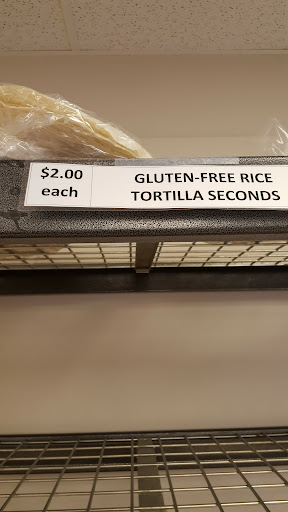 $2.00
each
GLUTEN-FREE RICE
TORTILLA SECONDS